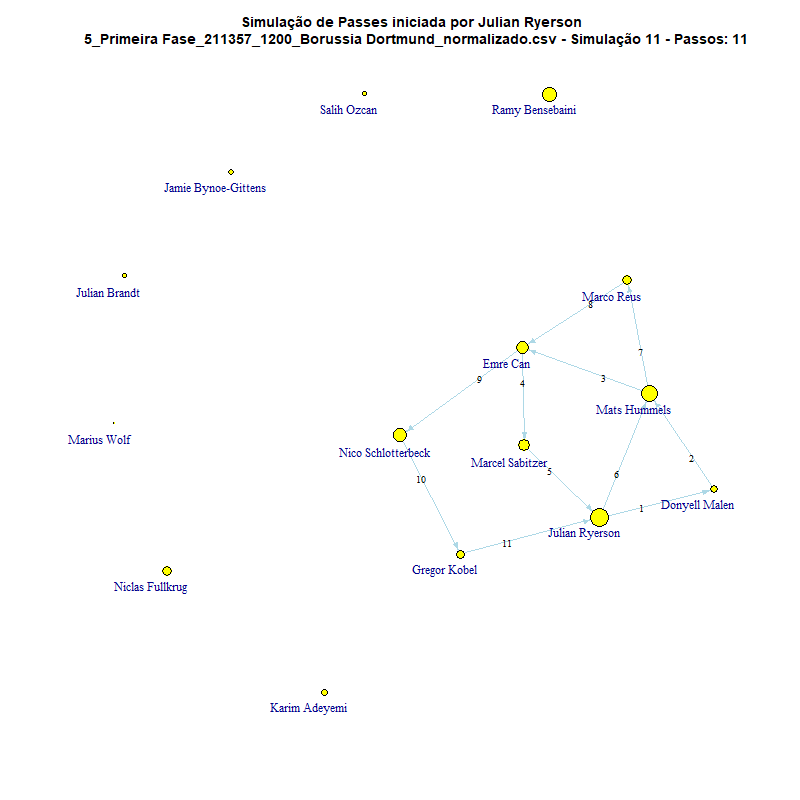 Simulação de Passes iniciada por Julian Ryerson
5_Primeira Fase_211357_1200_Borussia Dortmund_normalizado.csv - Simulação 11 - Passos: 11
Salih Ozcan
Ramy Bensebaini
Jamie Bynoe-Gittens
Julian Brandt
Marco Reus
8
7
Emre Can
3
9
4
Mats Hummels
Marius Wolf
Nico Schlotterbeck
Marcel Sabitzer
2
5
6
10
Donyell Malen
1
Julian Ryerson
11
Gregor Kobel
Niclas Fullkrug
Karim Adeyemi